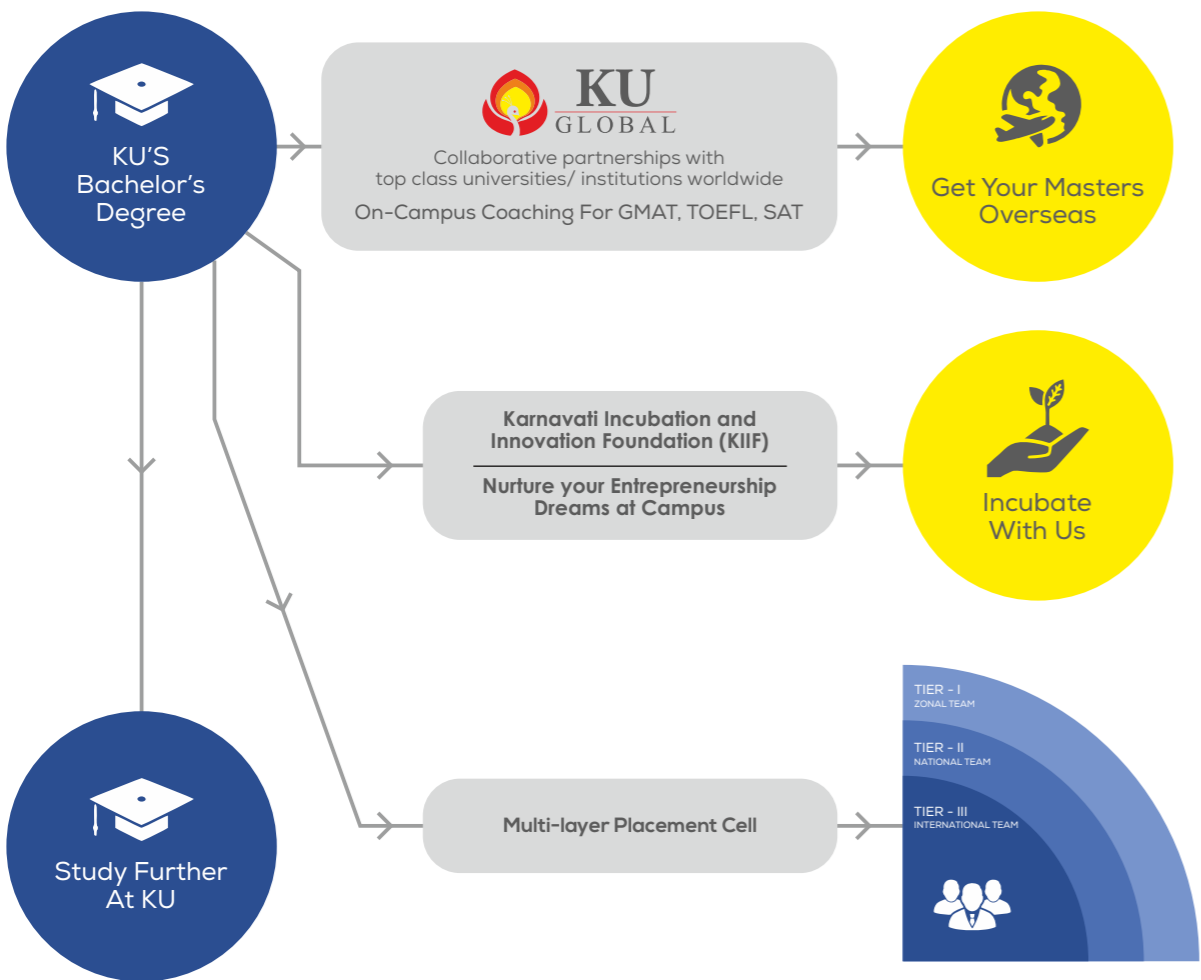 KU'S
Bachelor's
Degree
KU
GLOBAL
Collaborative partnerships with
top class universities/ institutions worldwide
On-Campus Coaching For GMAT, TOEFL, SAT
Get Your Masters
Overseas
Karnavati Incubation and
Innovation Foundation (KIIF)
Nurture your Entrepreneurship
Dreams at Campus
Incubate
With Us
Study Further
At KU
Multi-layer Placement Cell
TIER - I
ZONAL TEAM
TIER - II
NATIONAL TEAM
TIER - III
INTERNATIONAL TEAM